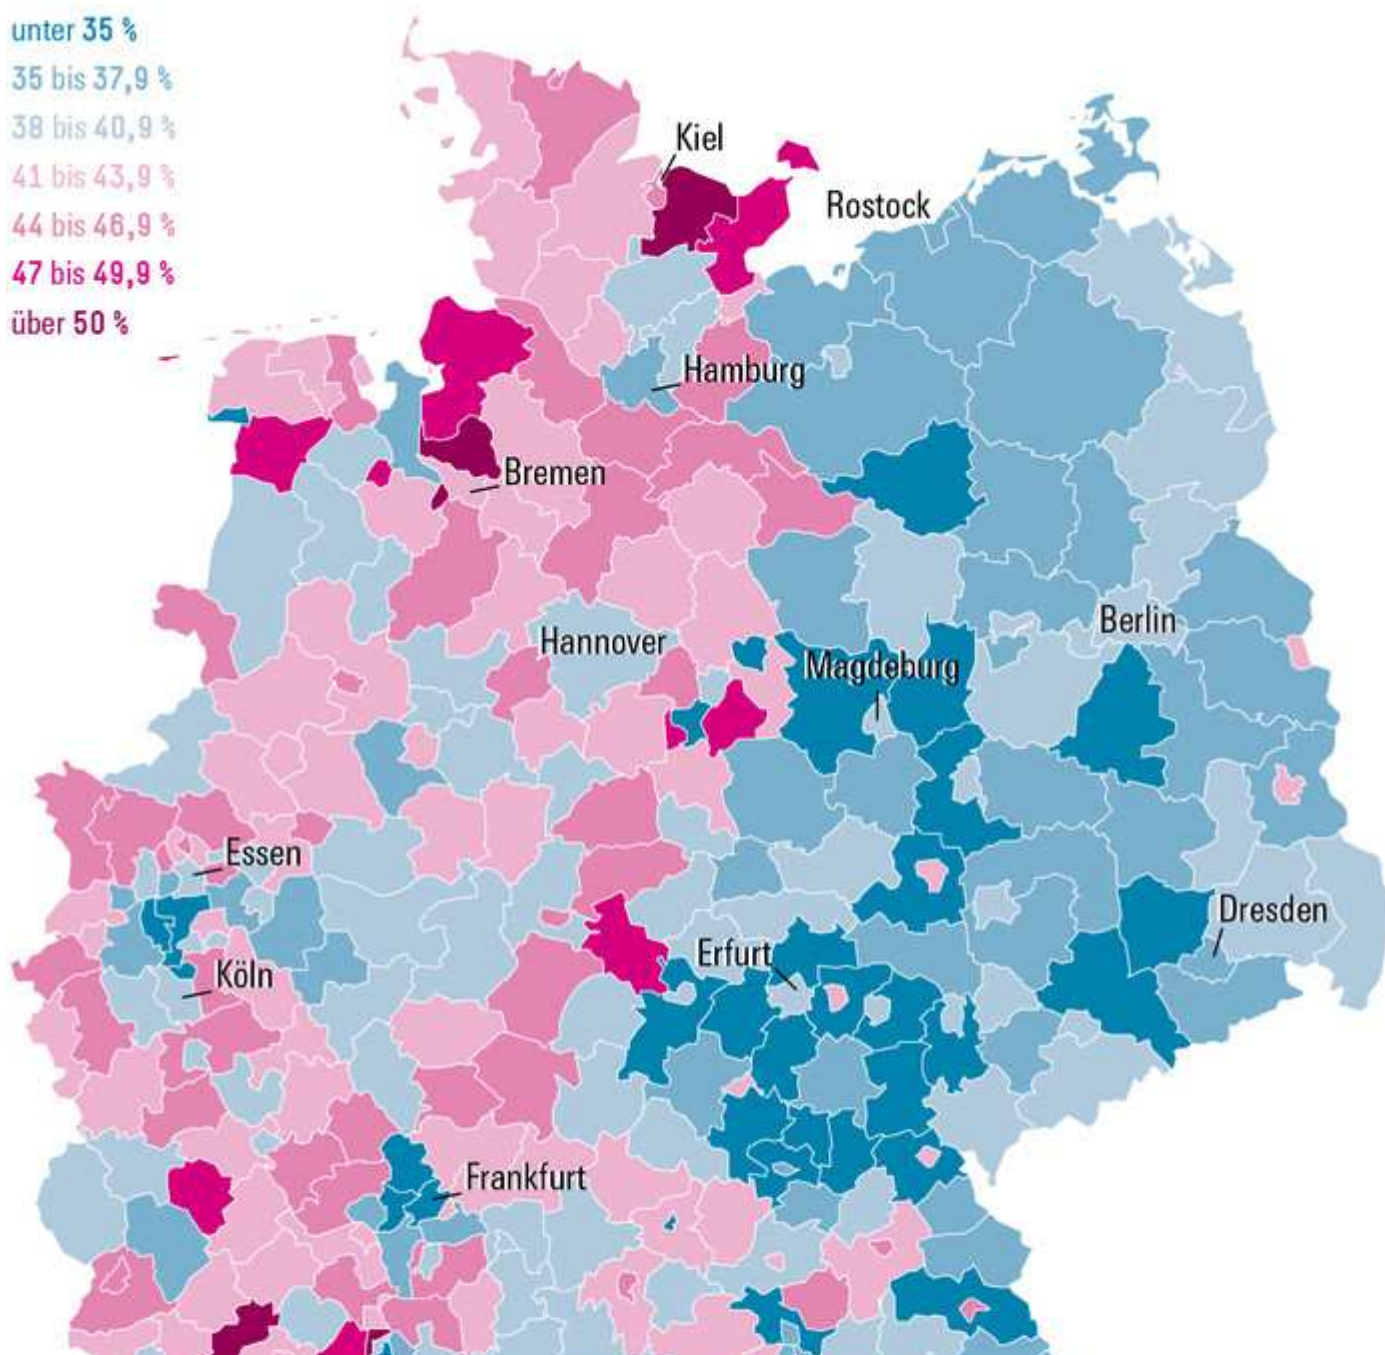 unter 35 %
35 bis 37,9 %
38 bis 40,9 %
41 bis 43,9 %
44 bis 46,9 %
47 bis 49,9 %
über 50 %
Kiel
Rostock
Hamburg
Bremen
Berlin
Hannover
Magdeburg
Essen
Dresden
Erfurt
Köln
Frankfurt